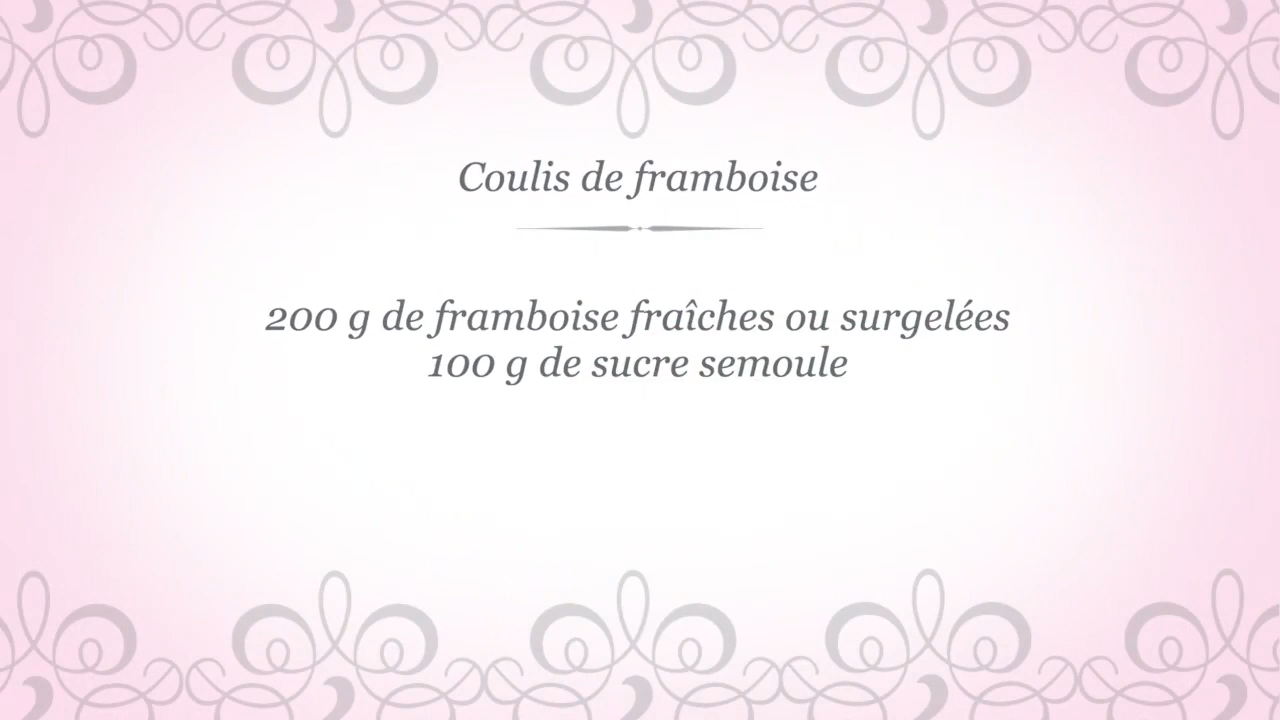 Coulis de framboise
200 g de framboise fraîches ou surgelées
100 g de sucre semoule